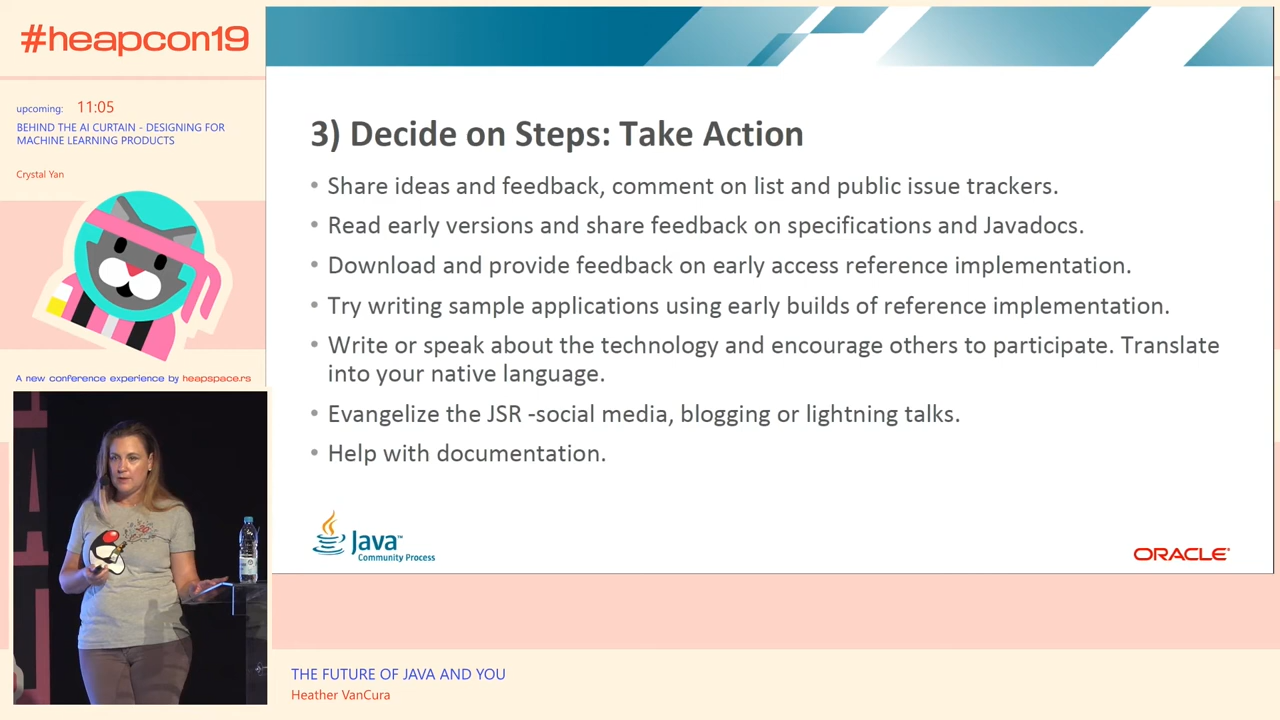 #heapcon19
upcoming: 11:05
BEHIND THE AI CURTAIN - DESIGNING FOR
MACHINE LEARNING PRODUCTS
Crystal Yan
A new conference experience by heapspace.rs
3) Decide on Steps: Take Action
• Share ideas and feedback, comment on list and public issue trackers.
• Read early versions and share feedback on specifications and Javadocs.
• Download and provide feedback on early access reference implementation.
• Try writing sample applications using early builds of reference implementation.
• Write or speak about the technology and encourage others to participate. Translate
into your native language.
• Evangelize the JSR -social media, blogging or lightning talks.
• Help with documentation.
Java™
Community Process
ORACLE®
THE FUTURE OF JAVA AND YOU
Heather VanCura